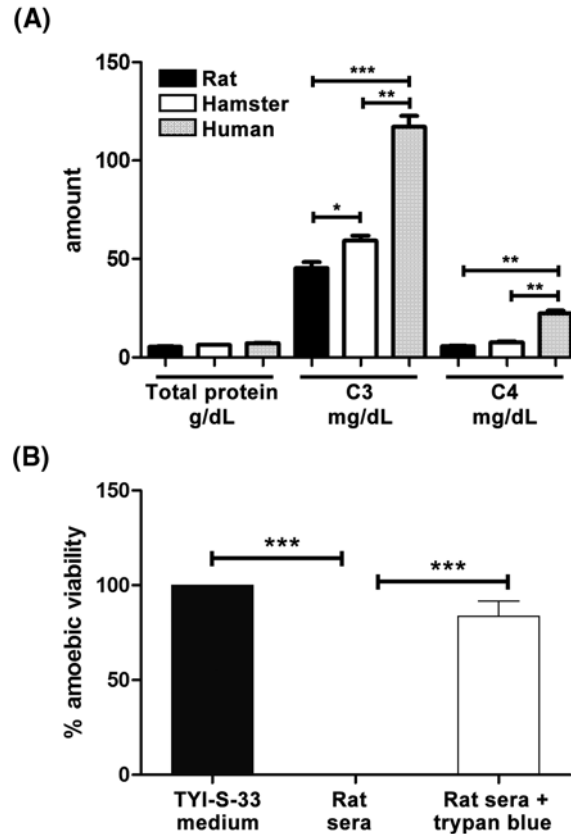 (A)
150
100
50
0
amount
Rat
Hamster
Human
***
**
*
**
**
Total protein
g/dL
C3
mg/dL
C4
mg/dL
(B)
150
100
50
0
% amoebic viability
***
***
TYI-S-33
medium
Rat
sera
Rat sera +
trypan blue